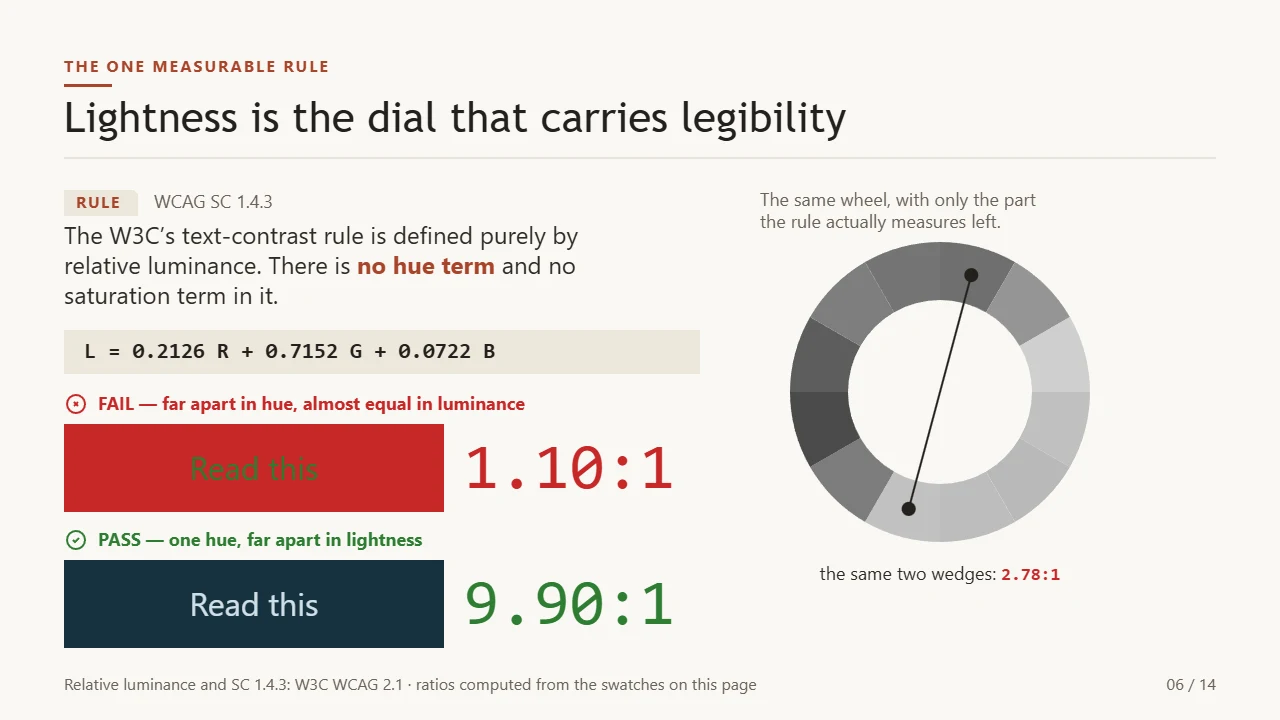 THE ONE MEASURABLE RULE
Lightness is the dial that carries legibility
RULE
WCAG SC 1.4.3
The W3C’s text-contrast rule is defined purely by
relative luminance. There is no hue term and no
saturation term in it.
L = 0.2126 R + 0.7152 G + 0.0722 B
FAIL — far apart in hue, almost equal in luminance
Read this
1.10:1
PASS — one hue, far apart in lightness
Read this
9.90:1
The same wheel, with only the part
the rule actually measures left.
the same two wedges: 2.78:1
Relative luminance and SC 1.4.3: W3C WCAG 2.1 · ratios computed from the swatches on this page
06 / 14